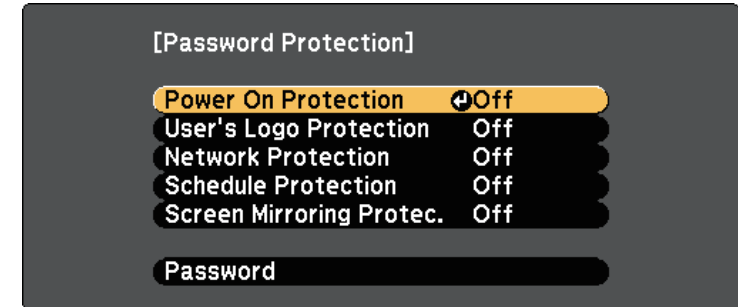 [Password Protection]
Power On Protection Off
User's Logo Protection Off
Network Protection Off
Schedule Protection Off
Screen Mirroring Protec. Off
Password